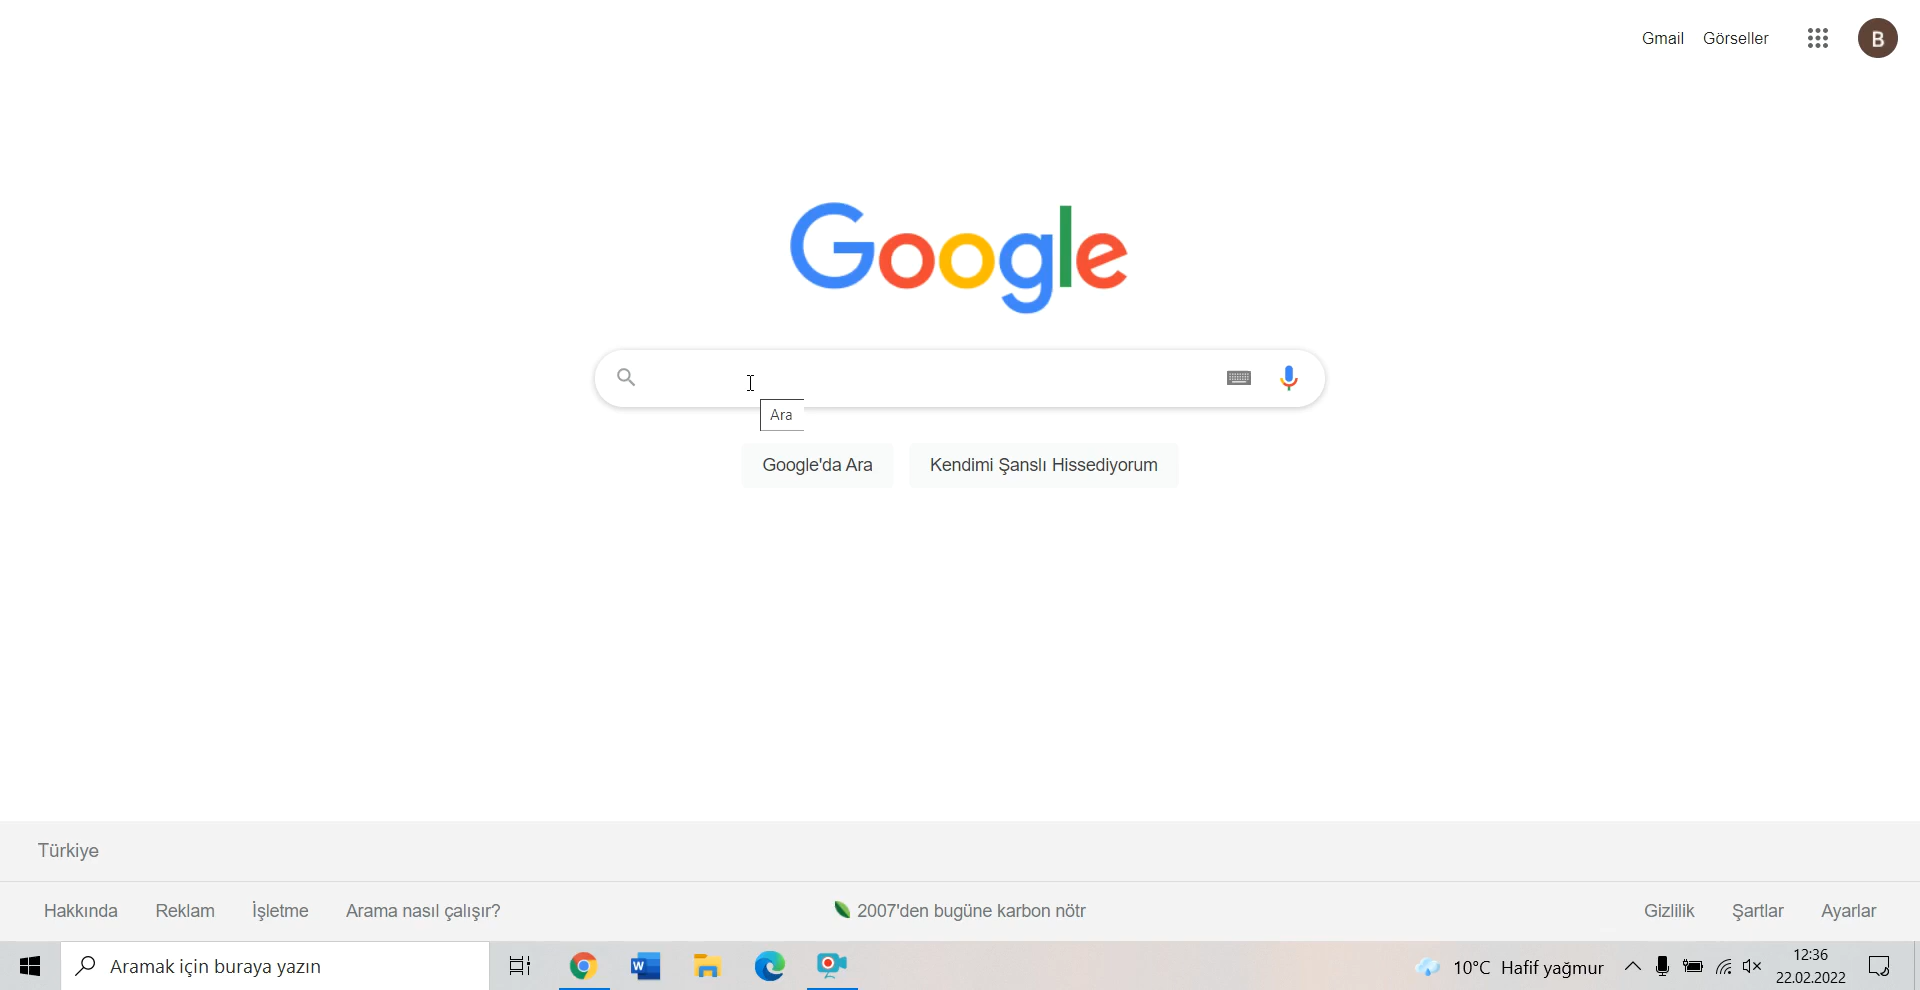 Gmail Görseller B
Google
Ara
Google'da Ara Kendimi Şanslı Hissediyorum
Türkiye
Hakkında Reklam İşletme Arama nasıl çalışır? 2007'den bugüne karbon nötr Gizlilik Şartlar Ayarlar
Aramak için buraya yazın W 10°C Hafif yağmur 12:36
22.02.2022